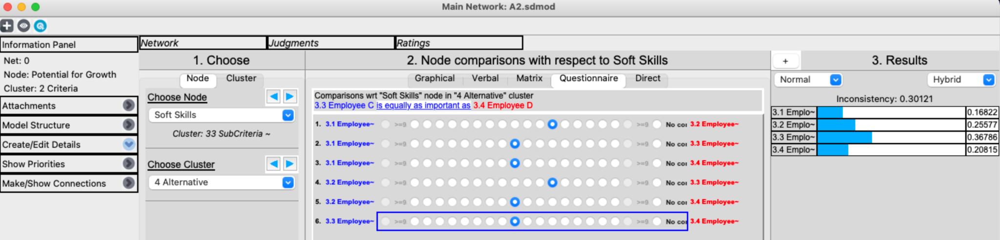 Main Network: A2.sdmod
Information Panel
Net: 0
Node: Potential for Growth
Cluster: 2 Criteria
Attachments
Model Structure
Create/Edit Details
Show Priorities
Make/Show Connections
Network
Judgments
Ratings
1. Choose
Node Cluster
Choose Node
Soft Skills
Cluster: 33 SubCriteria ~
Choose Cluster
4 Alternative
2. Node comparisons with respect to Soft Skills
Graphical Verbal Matrix Questionnaire Direct
Comparisons wrt "Soft Skills" node in "4 Alternative" cluster
3.3 Employee C is equally as important as 3.4 Employee D
1. 3.1 Employee~ >=9 >=9 No cor 3.2 Employee~
2. 3.1 Employee~ >=9 >=9 No cor 3.3 Employee~
3. 3.1 Employee~ >=9 >=9 No cor 3.4 Employee~
4. 3.2 Employee~ >=9 >=9 No cor 3.3 Employee~
5. 3.2 Employee~ >=9 >=9 No cor 3.4 Employee~
6. 3.3 Employee~ >=9 >=9 No cor 3.4 Employee~
+ 3. Results
Normal Hybrid
Inconsistency: 0.30121
3.1 Emplo~ 0.16822
3.2 Emplo~ 0.25577
3.3 Emplo~ 0.36786
3.4 Emplo~ 0.20815